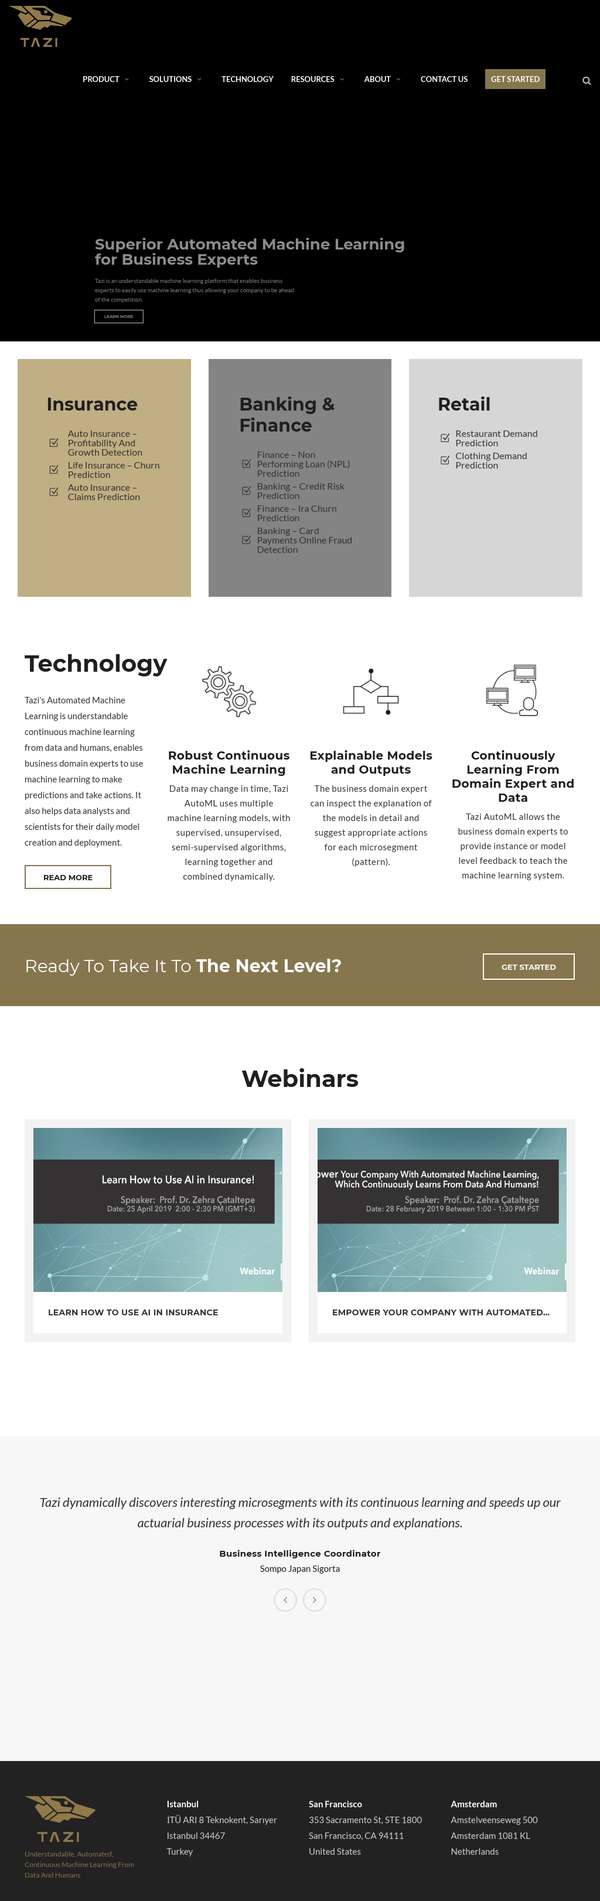 TAZI
PRODUCT
SOLUTIONS
TECHNOLOGY
RESOURCES
ABOUT
CONTACT US
GET STARTED
Superior Automated Machine Learning
for Business Experts
Tazi is an understandable machine learning platform that enables business
experts to easily use machine learning thus allowing your company to be ahead
of the competition.
LEARN MORE
Insurance
Auto Insurance –
Profitability And
Growth Detection
Life Insurance – Churn
Prediction
Auto Insurance –
Claims Prediction
Banking &
Finance
Finance – Non
Performing Loan (NPL)
Prediction
Banking – Credit Risk
Prediction
Finance – Ira Churn
Prediction
Banking – Card
Payments Online Fraud
Detection
Retail
Restaurant Demand
Prediction
Clothing Demand
Prediction
Technology
Tazi's Automated Machine
Learning is understandable
continuous machine learning
from data and humans, enables
business domain experts to use
machine learning to make
predictions and take actions. It
also helps data analysts and
scientists for their daily model
creation and deployment.
READ MORE
Robust Continuous
Machine Learning
Data may change in time, Tazi
AutoML uses multiple
machine learning models, with
supervised, unsupervised,
semi-supervised algorithms,
learning together and
combined dynamically.
Explainable Models
and Outputs
The business domain expert
can inspect the explanation of
the models in detail and
suggest appropriate actions
for each microsegment
(pattern).
Continuously
Learning From
Domain Expert and
Data
Tazi AutoML allows the
business domain experts to
provide instance or model
level feedback to teach the
machine learning system.
Ready To Take It To The Next Level?
GET STARTED
Webinars
Learn How to Use AI in Insurance!
Speaker: Prof. Dr. Zehra Çataltepe
Date: 25 April 2019 2:00 - 2:30 PM (GMT+3)
Webinar
LEARN HOW TO USE AI IN INSURANCE
ower Your Company With Automated Machine Learning,
Which Continuously Learns From Data And Humans!
Speaker: Prof. Dr. Zehra Çataltepe
Date: 28 February 2019 Between 1:00 - 1:30 PM PST
Webinar
EMPOWER YOUR COMPANY WITH AUTOMATED...
Tazi dynamically discovers interesting microsegments with its continuous learning and speeds up our
actuarial business processes with its outputs and explanations.
Business Intelligence Coordinator
Sompo Japan Sigorta
TAZI
Understandable, Automated,
Continuous Machine Learning From
Data And Humans
Istanbul
İTÜ ARI 8 Teknokent, Sarıyer
Istanbul 34467
Turkey
San Francisco
353 Sacramento St, STE 1800
San Francisco, CA 94111
United States
Amsterdam
Amstelveenseweg 500
Amsterdam 1081 KL
Netherlands